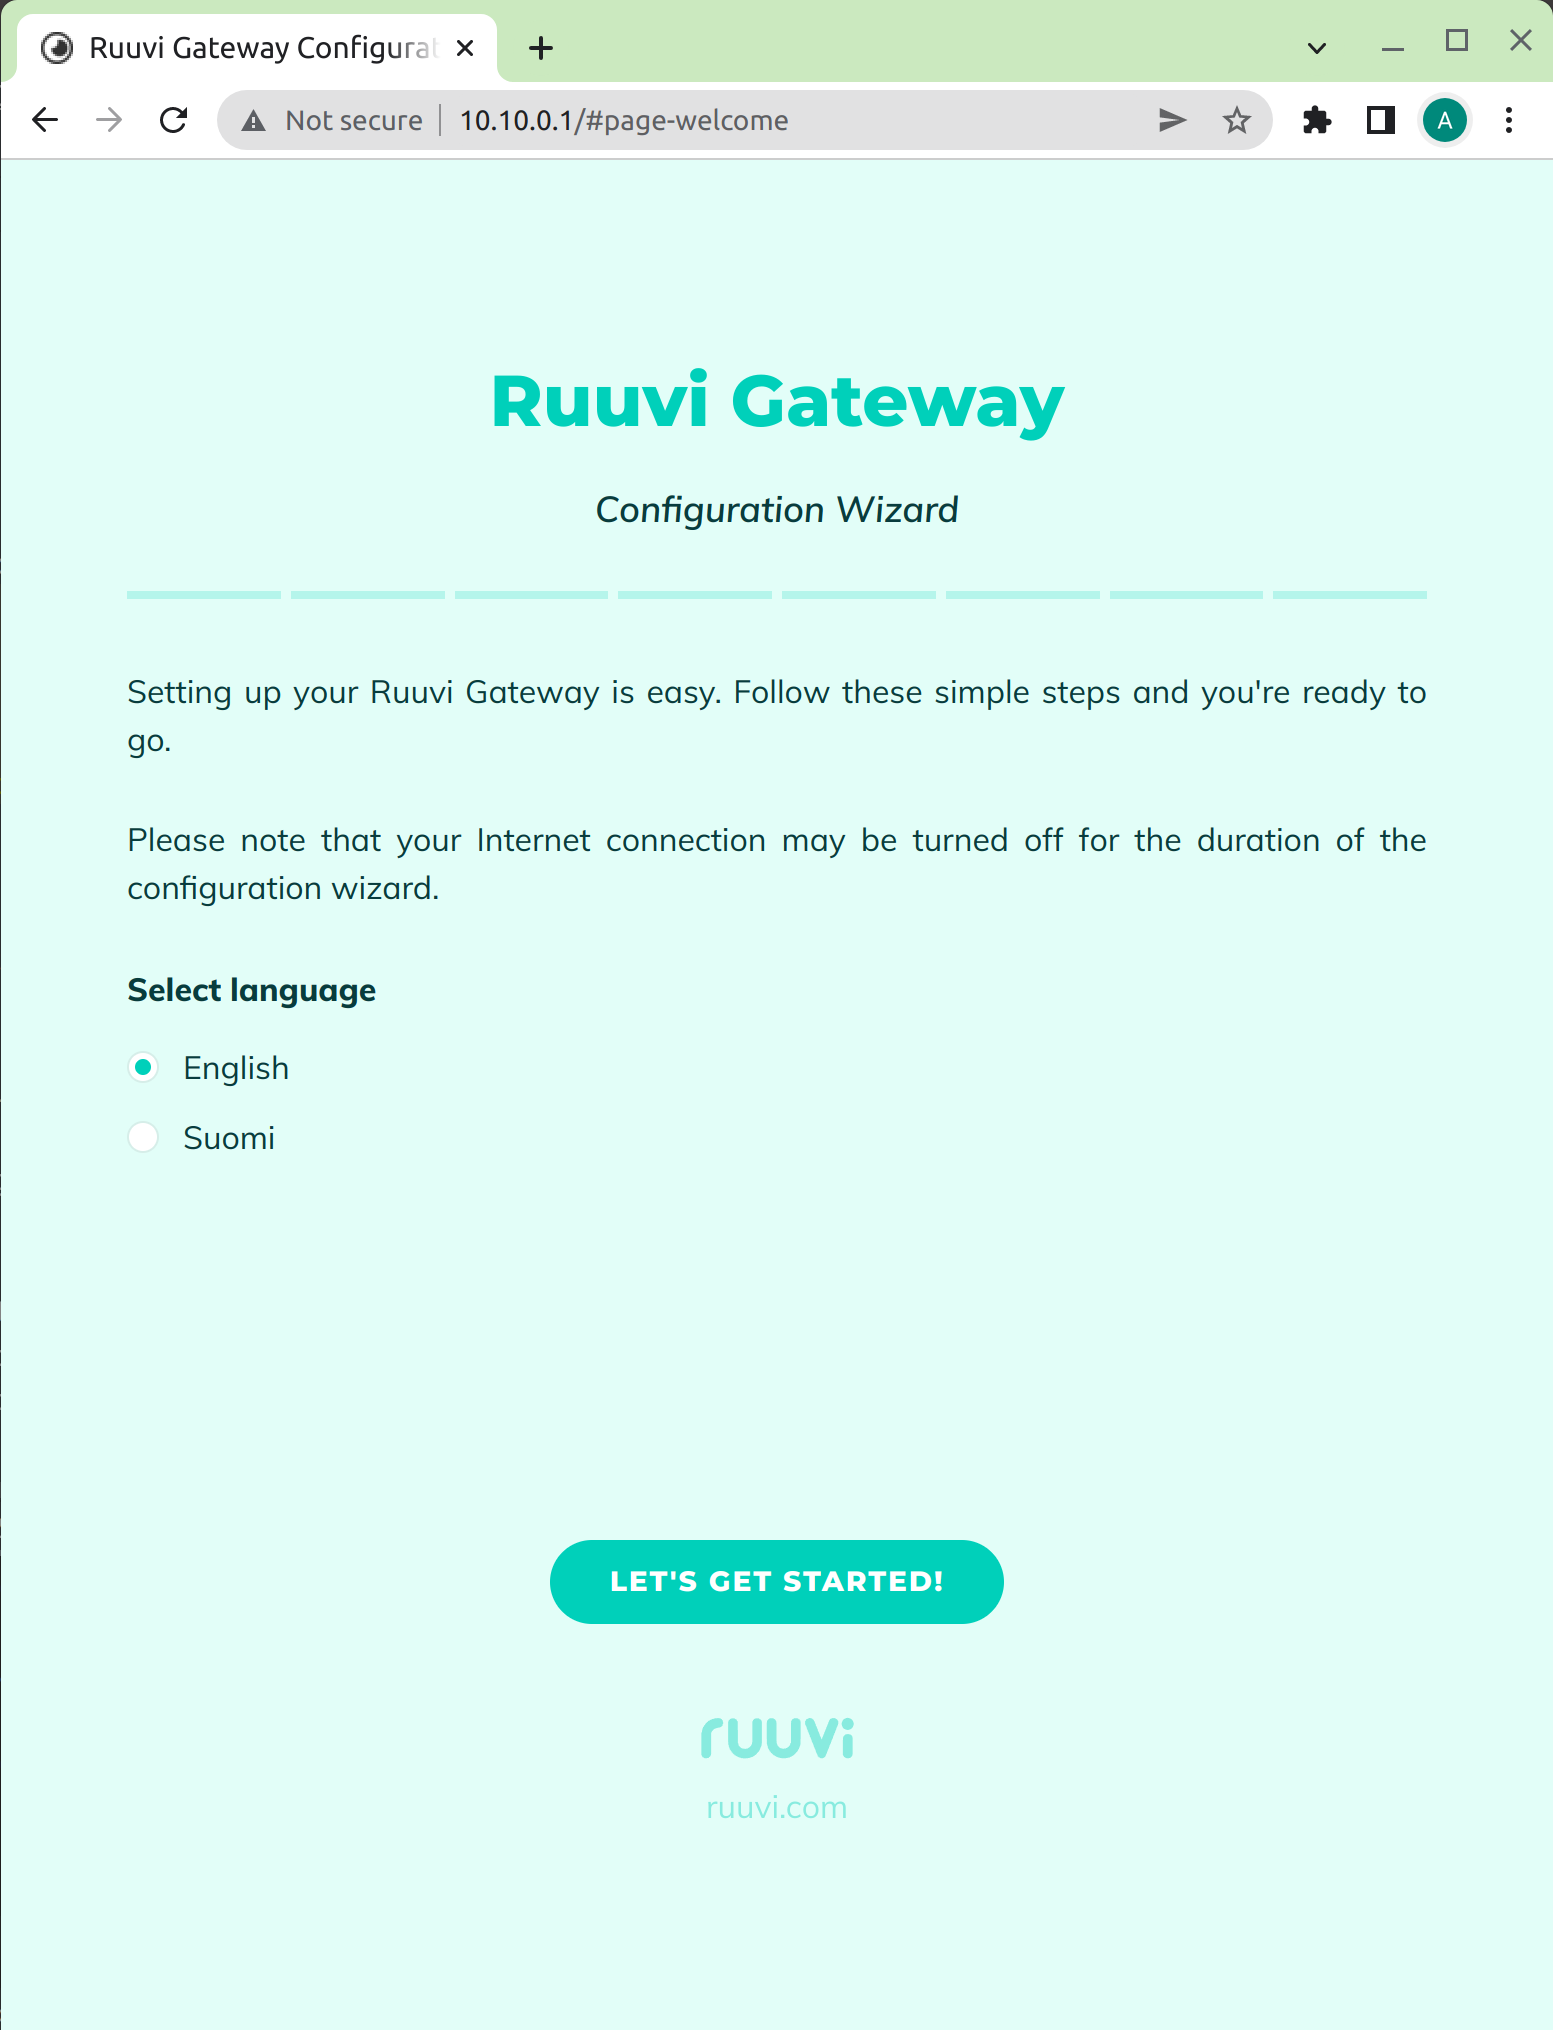 Ruuvi Gateway Configurat
Not secure
10.10.0.1/#page-welcome
A
Ruuvi Gateway
Configuration Wizard
Setting up your Ruuvi Gateway is easy. Follow these simple steps and you're ready to
go.
Please note that your Internet connection may be turned off for the duration of the
configuration wizard.
Select language
English
Suomi
LET'S GET STARTED!
ruuvi
ruuvi.com